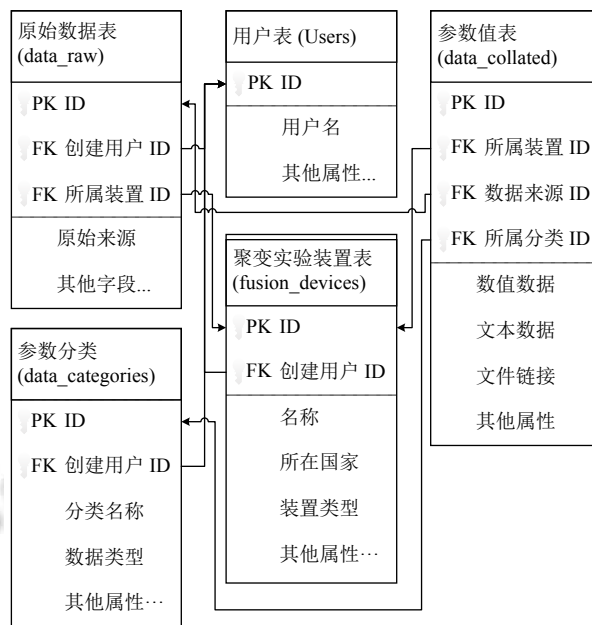 原始数据表
(data_raw)
PK ID
FK 创建用户 ID
FK 所属装置 ID
原始来源
其他字段...
用户表 (Users)
PK ID
用户名
其他属性...
参数值表
(data_collated)
PK ID
FK 所属装置 ID
FK 数据来源 ID
FK 所属分类 ID
数值数据
文本数据
文件链接
其他属性
聚变实验装置表
(fusion_devices)
PK ID
FK 创建用户 ID
名称
所在国家
装置类型
其他属性…
参数分类
(data_categories)
PK ID
FK 创建用户 ID
分类名称
数据类型
其他属性…